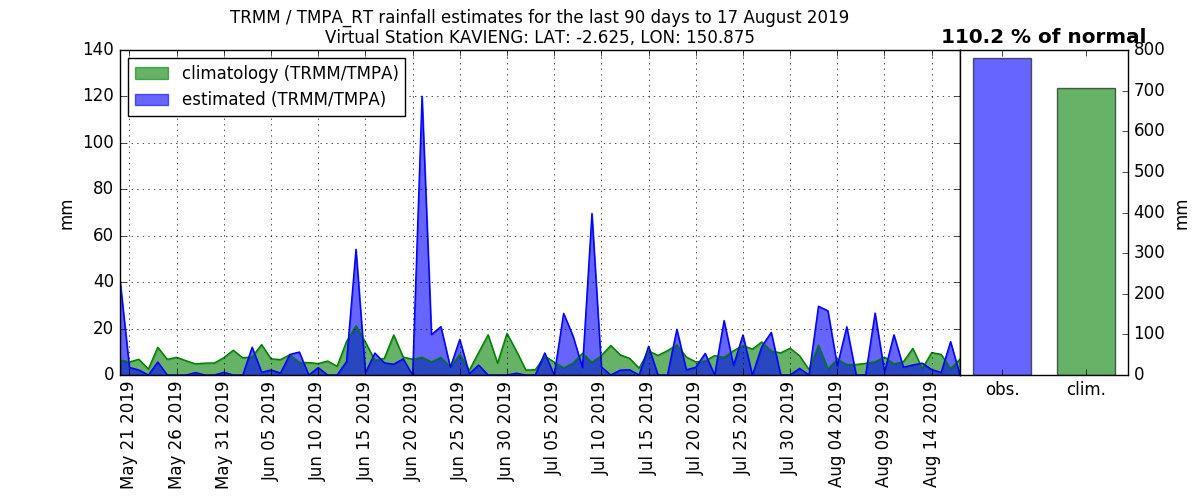 TRMM / TMPA_RT rainfall estimates for the last 90 days to 17 August 2019
Virtual Station KAVIENG: LAT: -2.625, LON: 150.875
110.2 % of normal
climatology (TRMM/TMPA)
estimated (TRMM/TMPA)
140
120
100
80
60
40
20
0
mm
May 21 2019
May 26 2019
May 31 2019
Jun 05 2019
Jun 10 2019
Jun 15 2019
Jun 20 2019
Jun 25 2019
Jun 30 2019
Jul 05 2019
Jul 10 2019
Jul 15 2019
Jul 20 2019
Jul 25 2019
Jul 30 2019
Aug 04 2019
Aug 09 2019
Aug 14 2019
800
700
600
500
400
300
200
100
0
mm
obs.
clim.